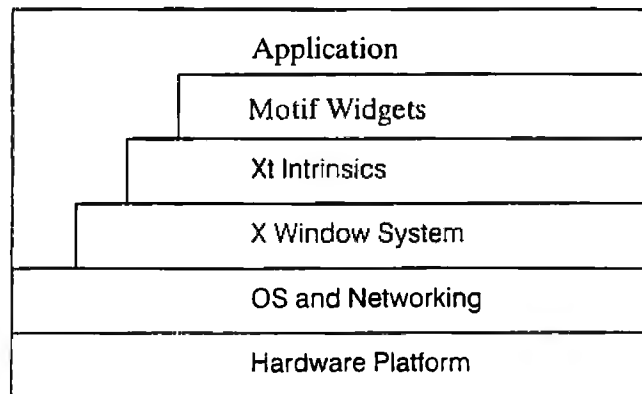 Application
Motif Widgets
Xt Intrinsics
X Window System
OS and Networking
Hardware Platform